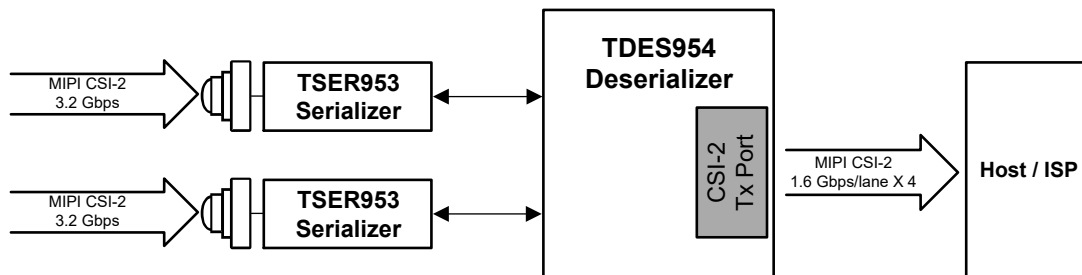 MIPI CSI-2
3.2 Gbps
TSER953
Serializer
MIPI CSI-2
3.2 Gbps
TSER953
Serializer
TDES954
Deserializer
CSI-2
Tx Port
MIPI CSI-2
1.6 Gbps/lane X 4
Host / ISP